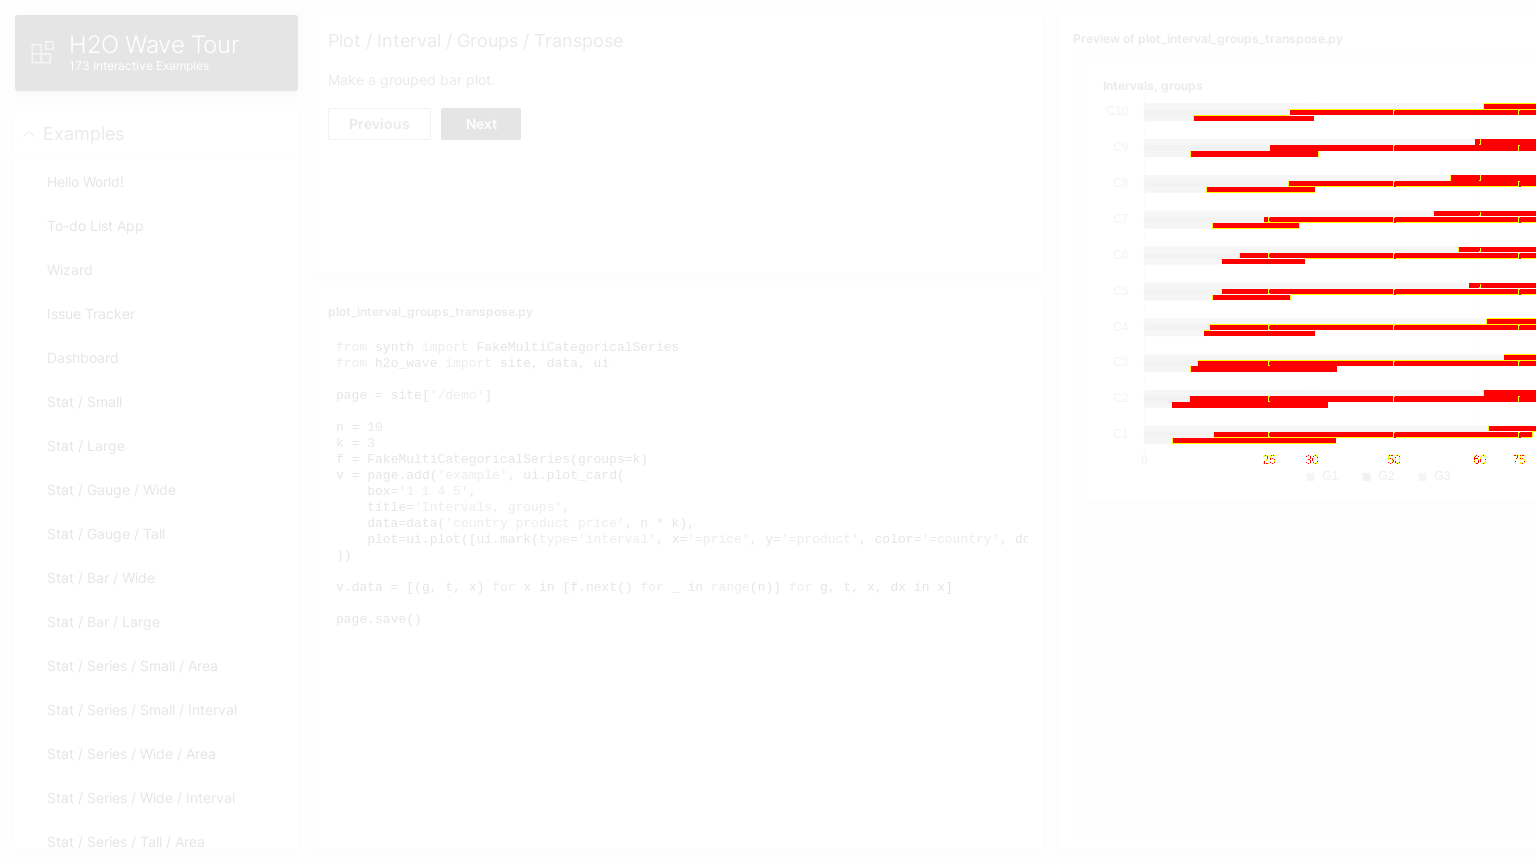 H2O Wave Tour
173 Interactive Examples
Examples
Hello World!
To-do List App
Wizard
Issue Tracker
Dashboard
Stat / Small
Stat / Large
Stat / Gauge / Wide
Stat / Gauge / Tall
Stat / Bar / Wide
Stat / Bar / Large
Stat / Series / Small / Area
Stat / Series / Small / Interval
Stat / Series / Wide / Area
Stat / Series / Wide / Interval
Stat / Series / Tall / Area
Plot / Interval / Groups / Transpose
Make a grouped bar plot.
Previous Next
plot_interval_groups_transpose.py
from synth import FakeMultiCategoricalSeries
from h2o_wave import site, data, ui
page = site['/demo']
n = 10
k = 3
f = FakeMultiCategoricalSeries(groups=k)
v = page.add('example', ui.plot_card(
box='1 1 4 5',
title='Intervals, groups',
data=data('country product price', n * k),
plot=ui.plot([ui.mark(type='interval', x='=price', y='=product', color='=country', do
))
v.data = [(g, t, x) for x in [f.next() for _ in range(n)] for g, t, x, dx in x]
page.save()
Preview of plot_interval_groups_transpose.py
Intervals, groups
C10
C9
C8
C7
C6
C5
C4
C3
C2
C1
0 25 30 50 60 75
G1 G2 G3